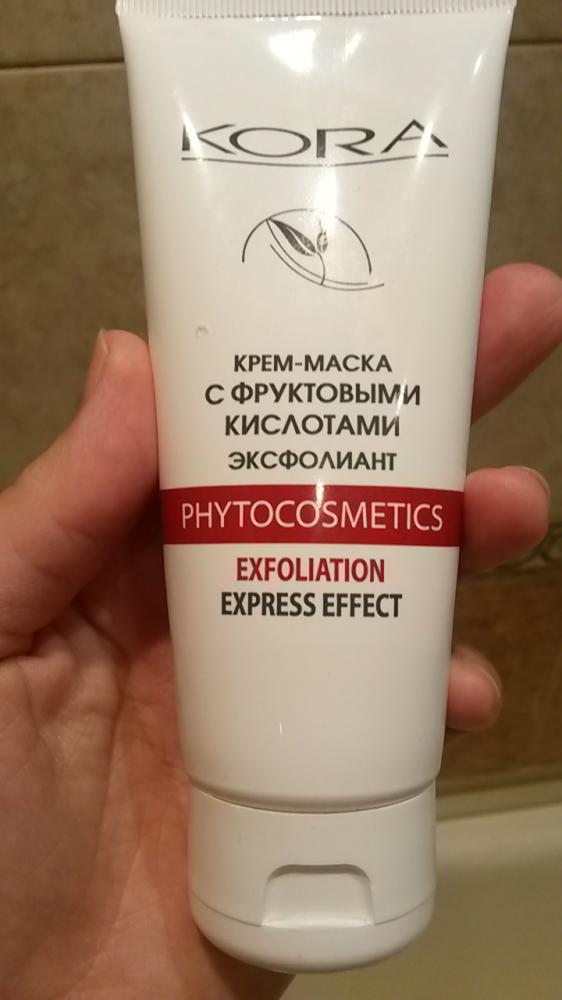 KORA
КРЕМ-МАСКА
С ФРУКТОВЫМИ
КИСЛОТАМИ
ЭКСФОЛИАНТ
PHYTOCOSMETICS
EXFOLIATION
EXPRESS EFFECT